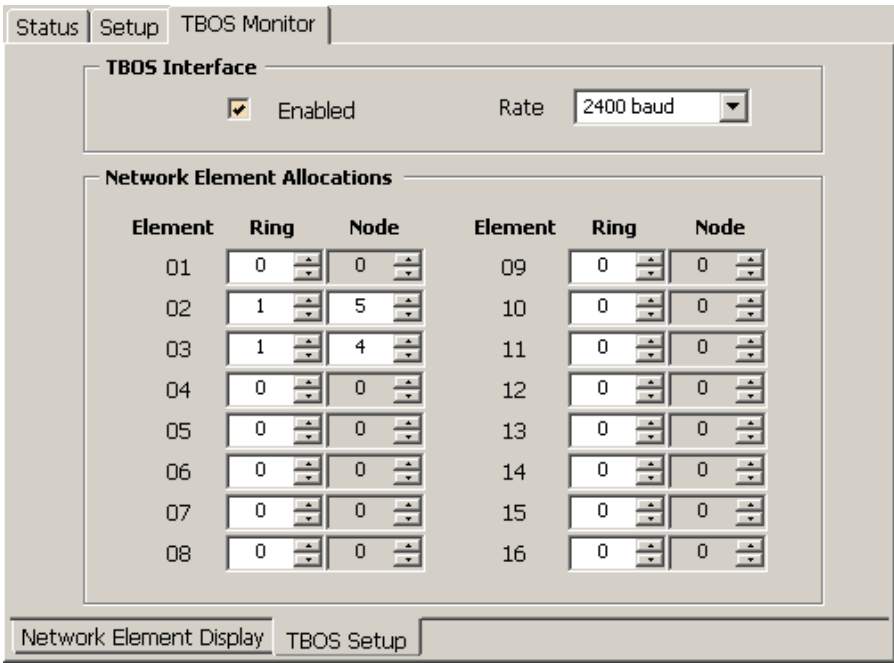 Status Setup TBOS Monitor
TBOS Interface
Enabled Rate 2400 baud
Network Element Allocations
Element Ring Node Element Ring Node
01 0 0 09 0 0
02 1 5 10 0 0
03 1 4 11 0 0
04 0 0 12 0 0
05 0 0 13 0 0
06 0 0 14 0 0
07 0 0 15 0 0
08 0 0 16 0 0
Network Element Display TBOS Setup